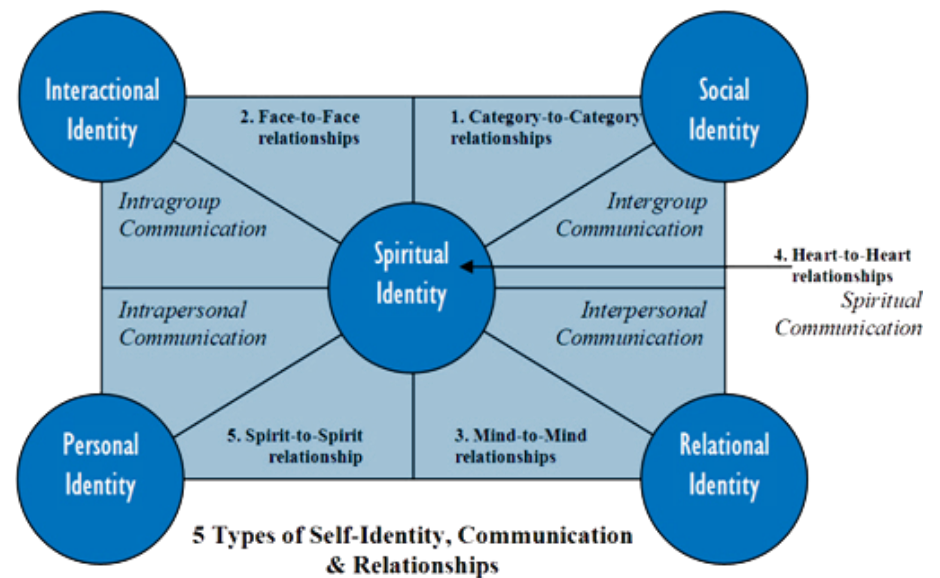 Interactional
Identity
Social
Identity
2. Face-to-Face
relationships
1. Category-to-Category
relationships
Intragroup
Communication
Intergroup
Communication
Spiritual
Identity
4. Heart-to-Heart
relationships
Spiritual
Communication
Intrapersonal
Communication
Interpersonal
Communication
Personal
Identity
5. Spirit-to-Spirit
relationship
3. Mind-to-Mind
relationships
Relational
Identity
5 Types of Self-Identity, Communication
& Relationships